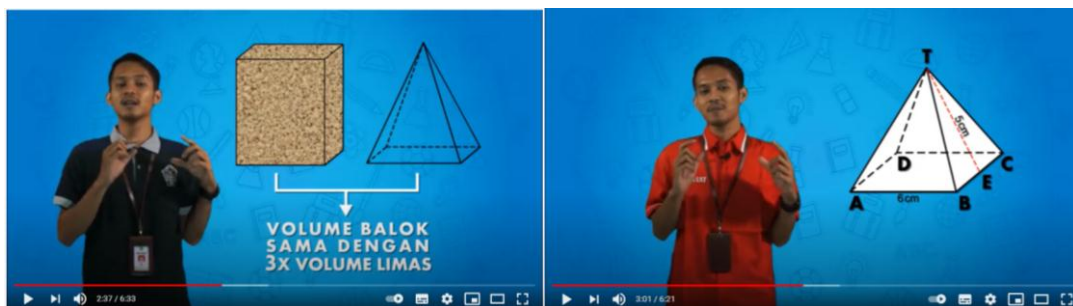 VOLUME BALOK
SAMA DENGAN
3X VOLUME LIMAS
2:37 / 6:33
T
5cm
D
C
E
A
6cm
B
3:01 / 6:21